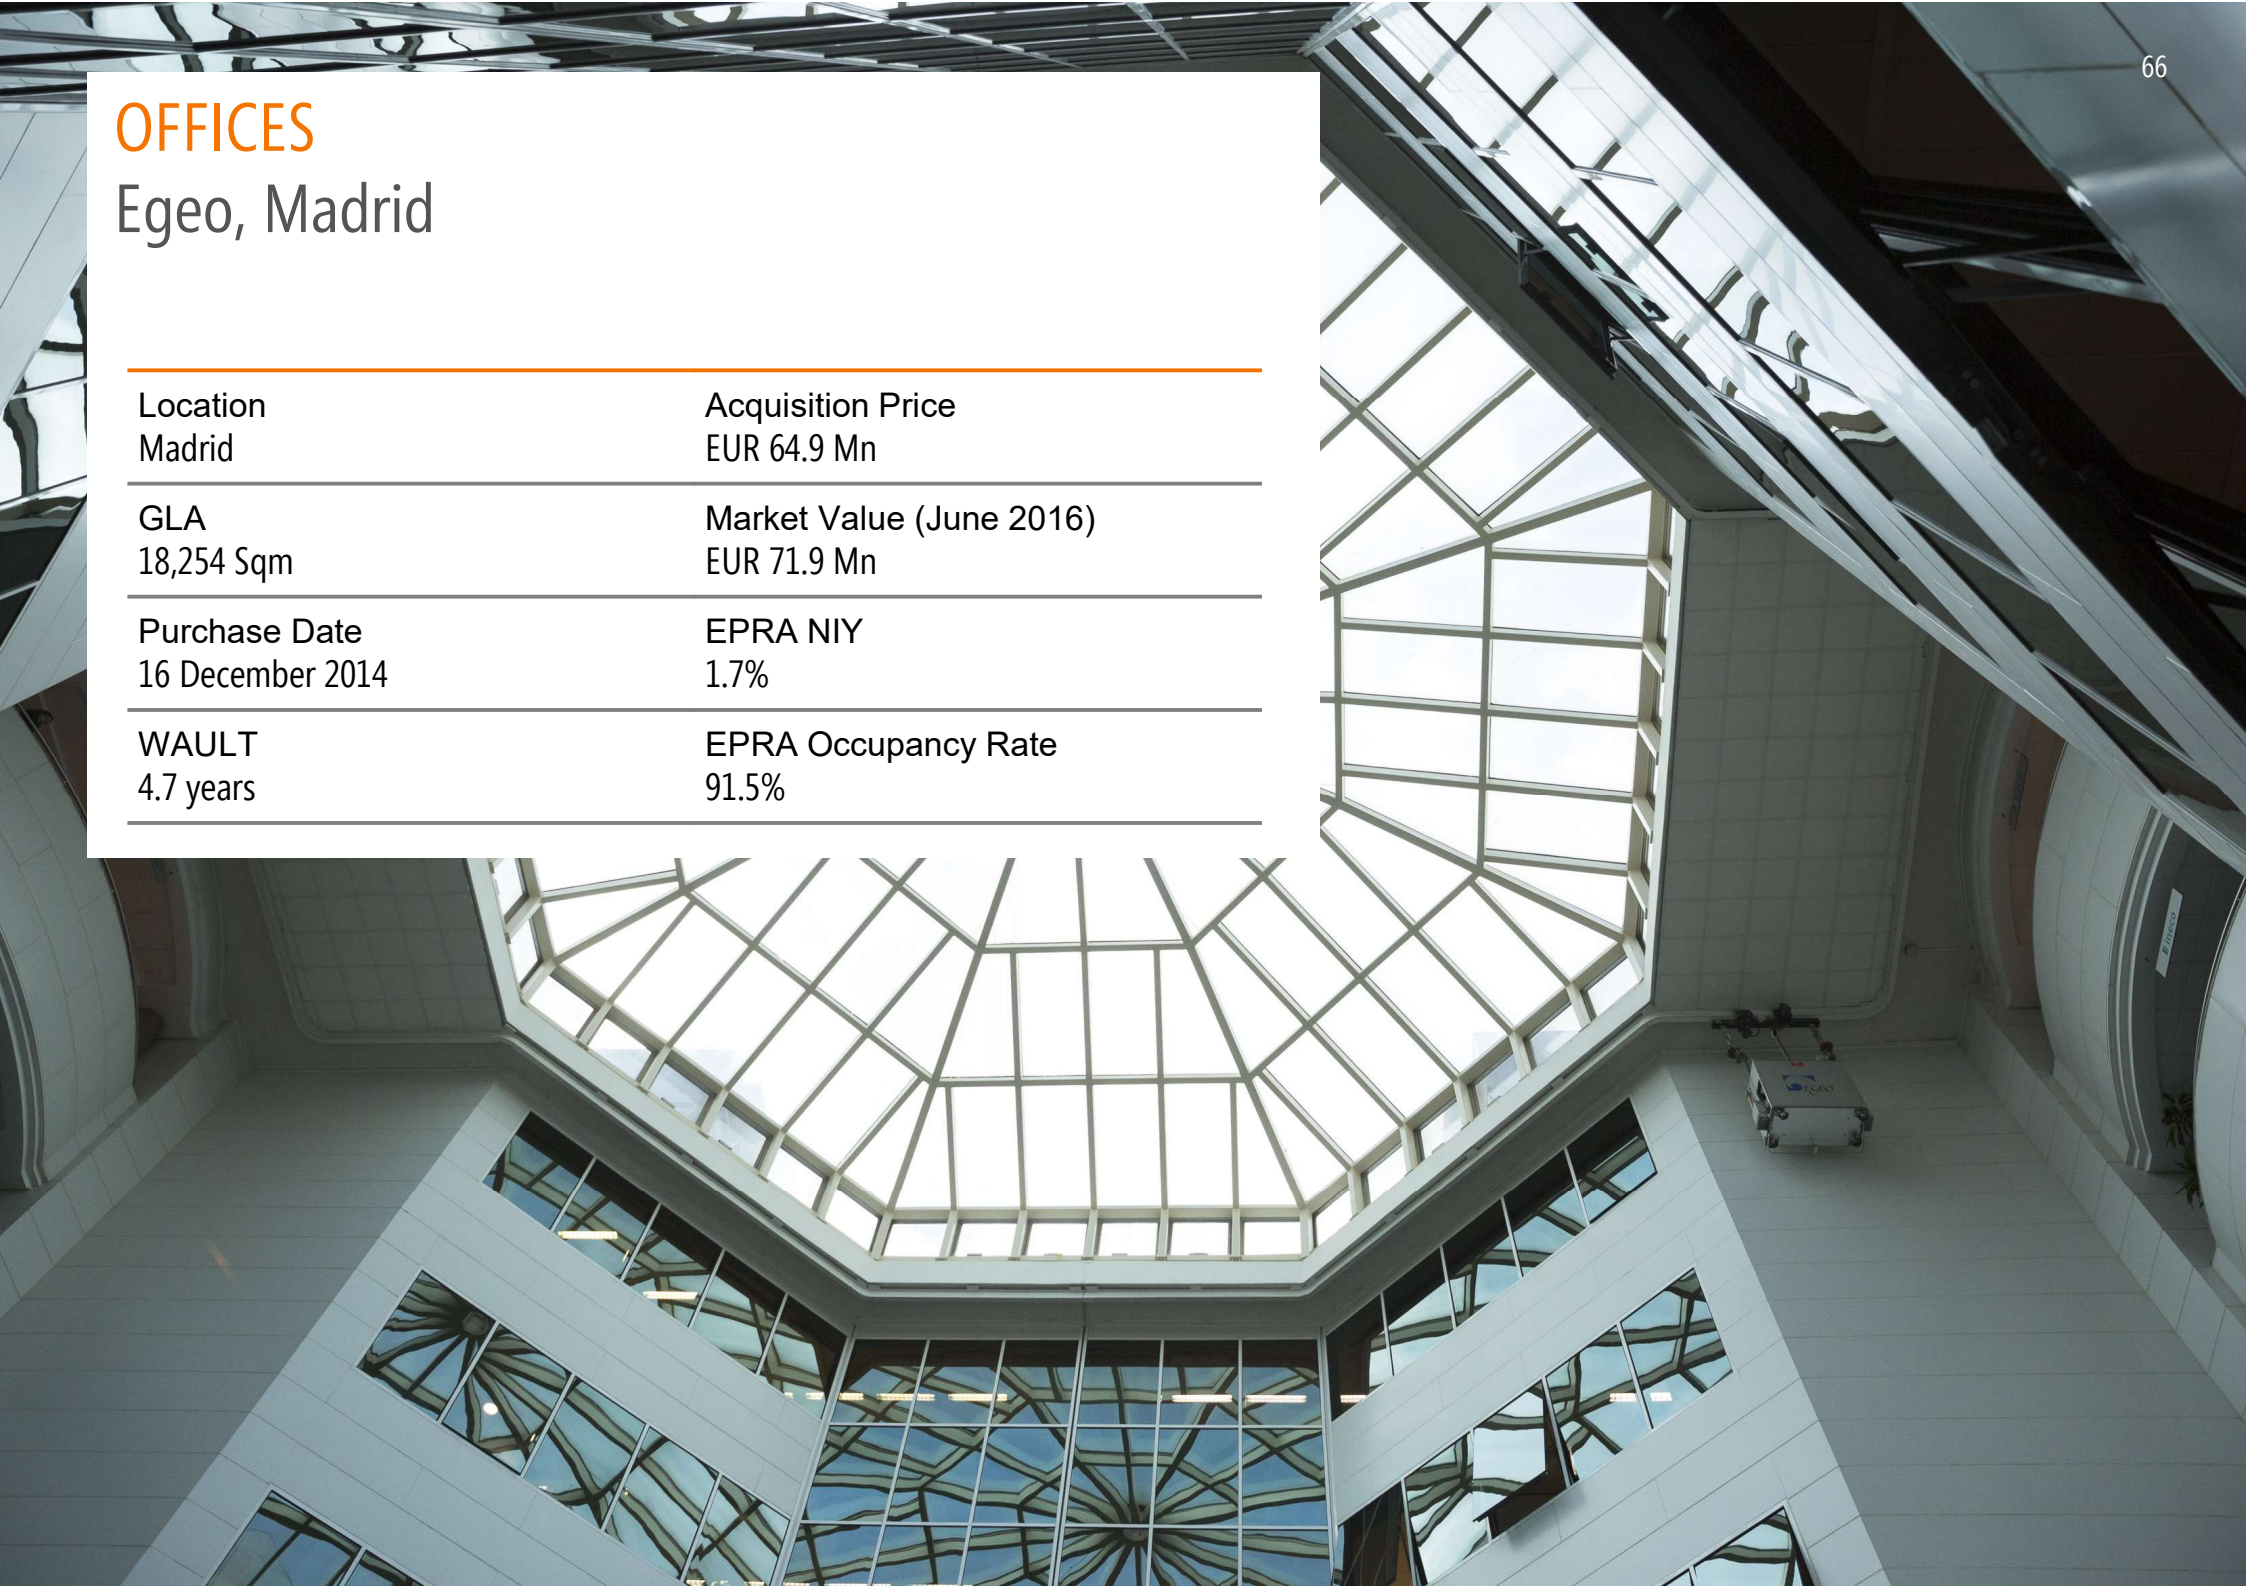 66
OFFICES
Egeo, Madrid
Location
Madrid
Acquisition Price
EUR 64.9 Mn
GLA
18,254 Sqm
Market Value (June 2016)
EUR 71.9 Mn
Purchase Date
16 December 2014
EPRA NIY
1.7%
WAULT
4.7 years
EPRA Occupancy Rate
91.5%
Ineco
EGEO